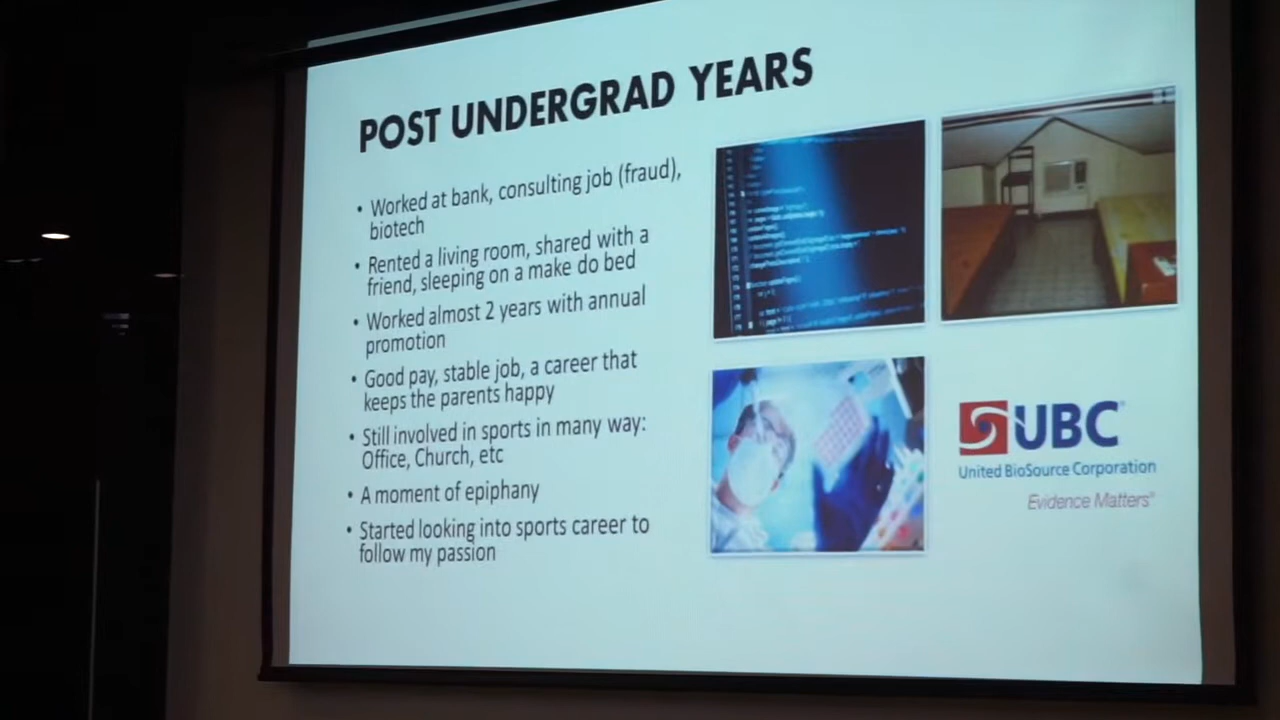 POST UNDERGRAD YEARS
• Worked at bank, consulting job (fraud),
biotech
• Rented a living room, shared with a
friend, sleeping on a make do bed
• Worked almost 2 years with annual
promotion
• Good pay, stable job, a career that
keeps the parents happy
• Still involved in sports in many way:
Office, Church, etc
• A moment of epiphany
• Started looking into sports career to
follow my passion
UBC®
United BioSource Corporation
Evidence Matters®